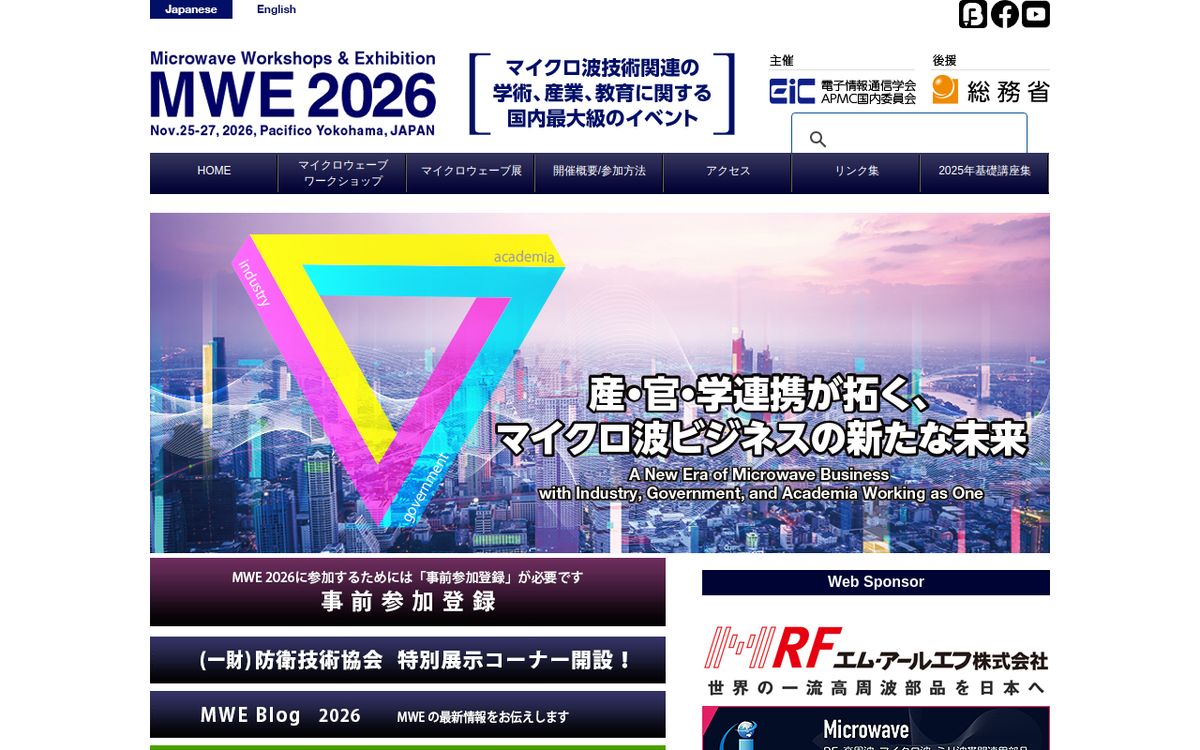 Japanese
English
Microwave Workshops & Exhibition
MWE 2026
Nov.25-27, 2026, Pacifico Yokohama, JAPAN
マイクロ波技術関連の
学術、産業、教育に関する
国内最大級のイベント
主催
EiC 電子情報通信学会
APMC国内委員会
後援
総務省
HOME
マイクロウェーブ
ワークショップ
マイクロウェーブ展
開催概要/参加方法
アクセス
リンク集
2025年基礎講座集
academia
industry
government
産・官・学連携が拓く、
マイクロ波ビジネスの新たな未来
A New Era of Microwave Business
with Industry, Government, and Academia Working as One
MWE 2026に参加するためには「事前参加登録」が必要です
事前参加登録
(一財)防衛技術協会 特別展示コーナー開設！
MWE Blog 2026 MWE の最新情報をお伝えします
Web Sponsor
MRF エム・アールエフ株式会社
世界の一流高周波部品を日本へ
Microwave